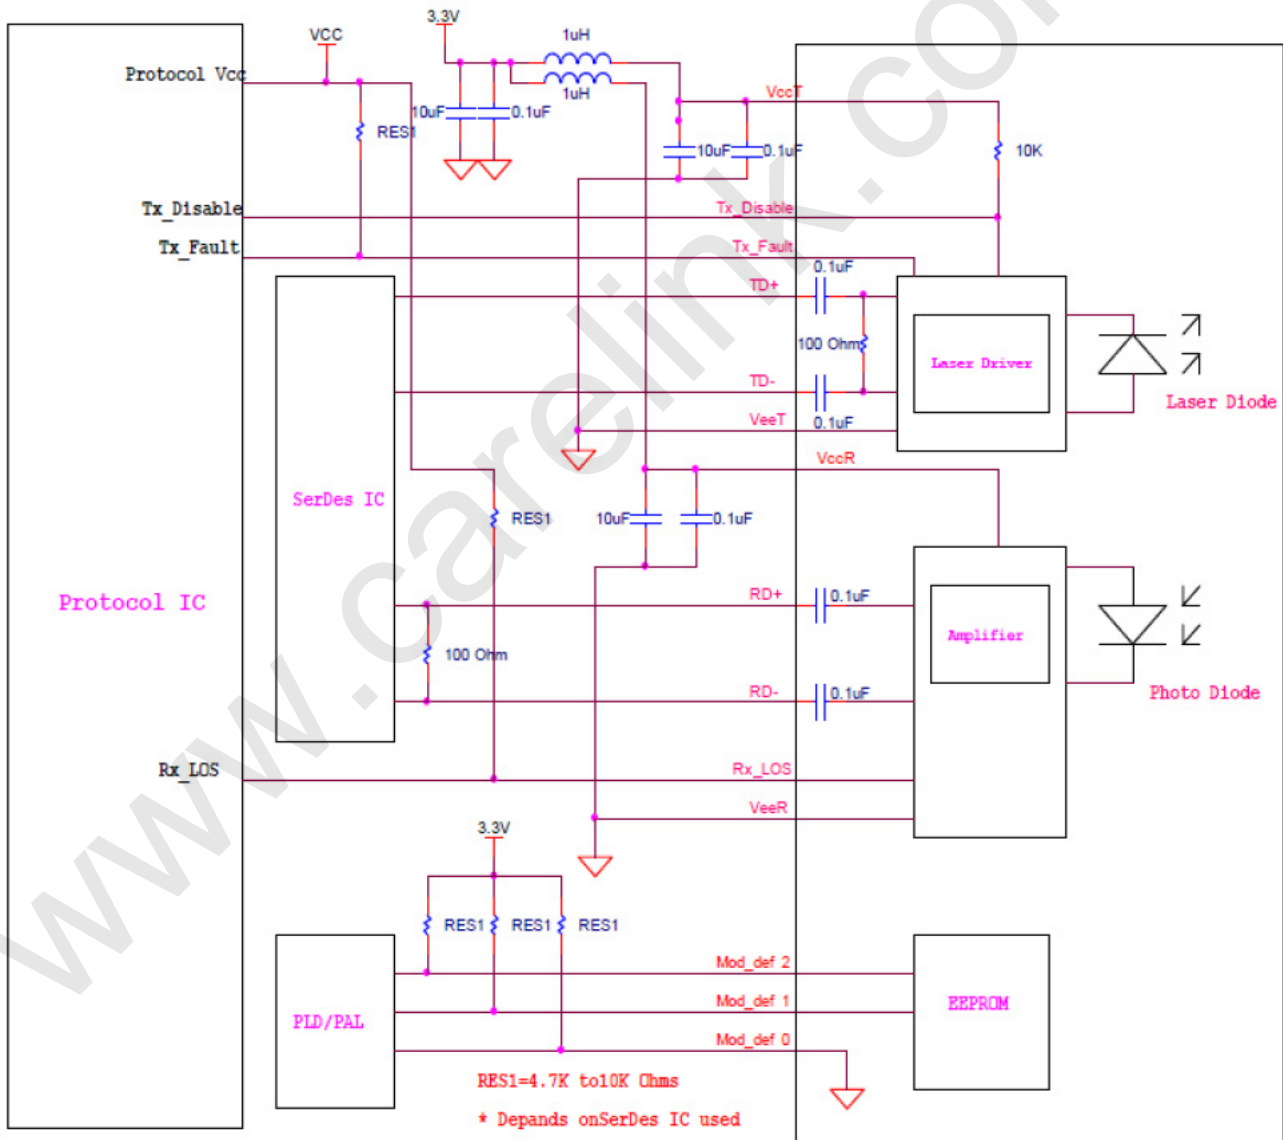 3.3V
VCC
1uH
Protocol Vcc
1uH
VccT
10uF
0.1uF
RES1
10uF
0.1uF
10K
Tx_Disable
Tx_Disable
Tx_Fault
Tx_Fault
0.1uF
TD+
100 Ohm
Laser Driver
TD-
Laser Diode
VeeT
0.1uF
VccR
SerDes IC
RES1
10uF
0.1uF
Protocol IC
RD+
0.1uF
Amplifier
100 Ohm
RD-
0.1uF
Photo Diode
Rx_LOS
Rx_LOS
VeeR
3.3V
RES1
RES1
RES1
Mod_def 2
Mod_def 1
EEPROM
PLD/PAL
Mod_def 0
RES1=4.7K to10K Ohms
* Depands onSerDes IC used
www.carelink.co